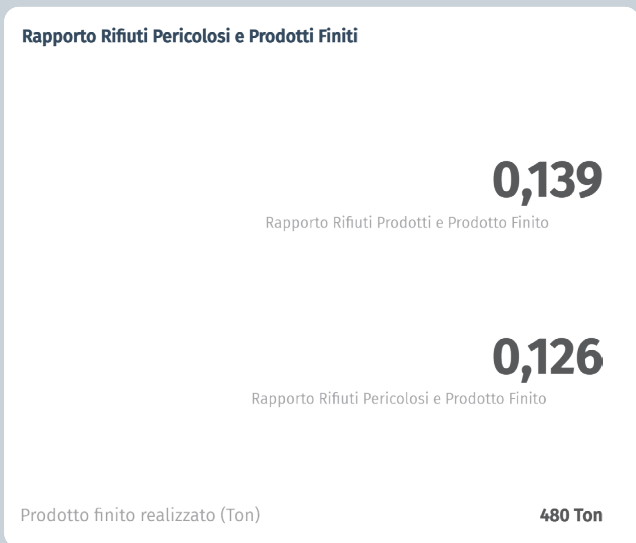 Rapporto Rifiuti Pericolosi e Prodotti Finiti
0,139
Rapporto Rifiuti Prodotti e Prodotto Finito
0,126
Rapporto Rifiuti Pericolosi e Prodotto Finito
Prodotto finito realizzato (Ton) 480 Ton